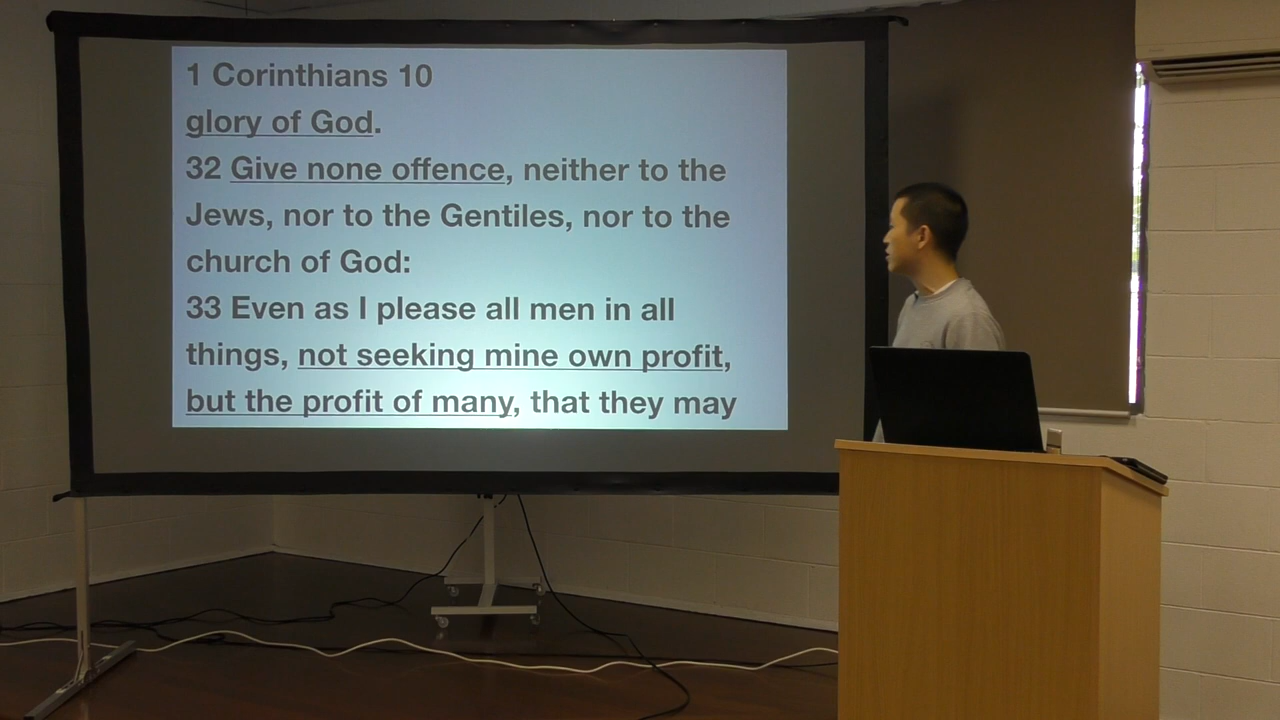 1 Corinthians 10
glory of God.
32 Give none offence, neither to the
Jews, nor to the Gentiles, nor to the
church of God:
33 Even as I please all men in all
things, not seeking mine own profit,
but the profit of many, that they may